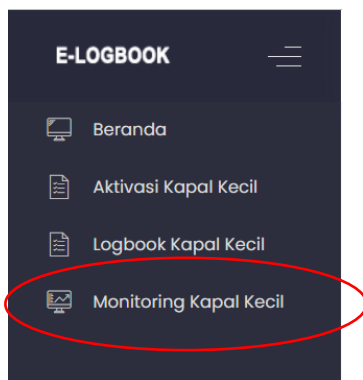 E-LOGBOOK
Beranda
Aktivasi Kapal Kecil
Logbook Kapal Kecil
Monitoring Kapal Kecil